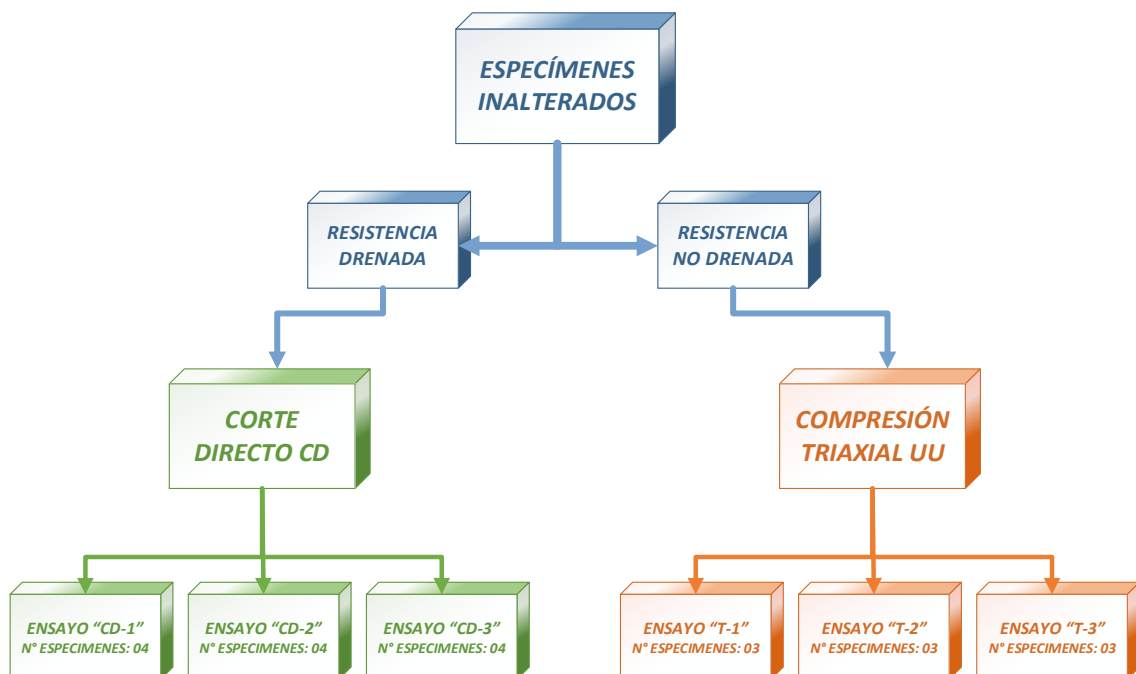 ESPECÍMENES
INALTERADOS
RESISTENCIA
DRENADA
RESISTENCIA
NO DRENADA
CORTE
DIRECTO CD
COMPRESIÓN
TRIAXIAL UU
ENSAYO “CD-1”
N° ESPECIMENES: 04
ENSAYO “CD-2”
N° ESPECIMENES: 04
ENSAYO “CD-3”
N° ESPECIMENES: 04
ENSAYO “T-1”
N° ESPECIMENES: 03
ENSAYO “T-2”
N° ESPECIMENES: 03
ENSAYO “T-3”
N° ESPECIMENES: 03